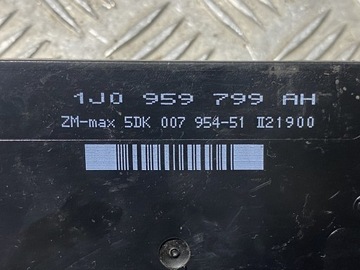 1J0 959 799 AH
ZM-max 5DK 007 954-51 II21900